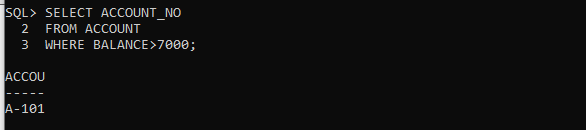 SQL> SELECT ACCOUNT_NO
  2  FROM ACCOUNT
  3  WHERE BALANCE>7000;
ACCOU
-----
A-101